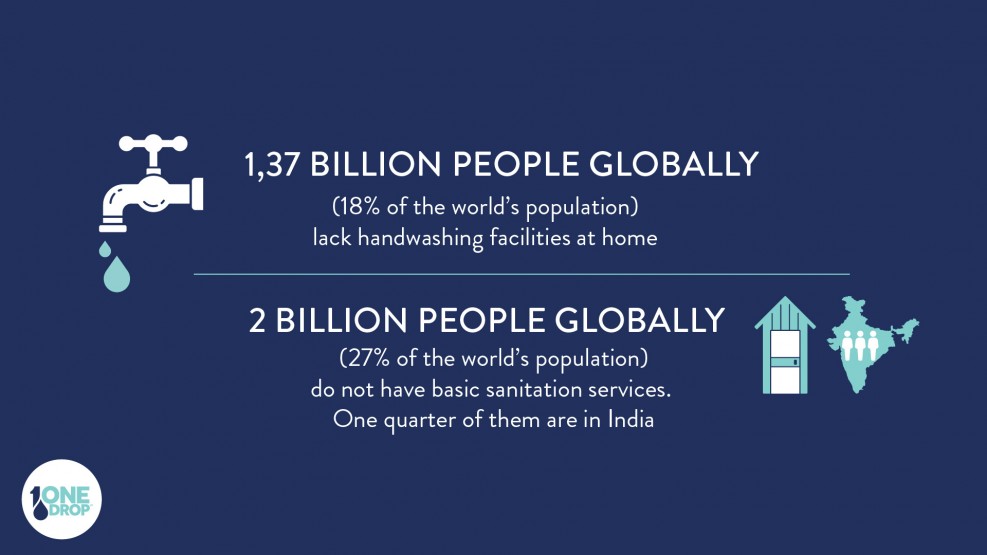 1,37 BILLION PEOPLE GLOBALLY
(18% of the world's population)
lack handwashing facilities at home
2 BILLION PEOPLE GLOBALLY
(27% of the world's population)
do not have basic sanitation services.
One quarter of them are in India
1ONE
DROP